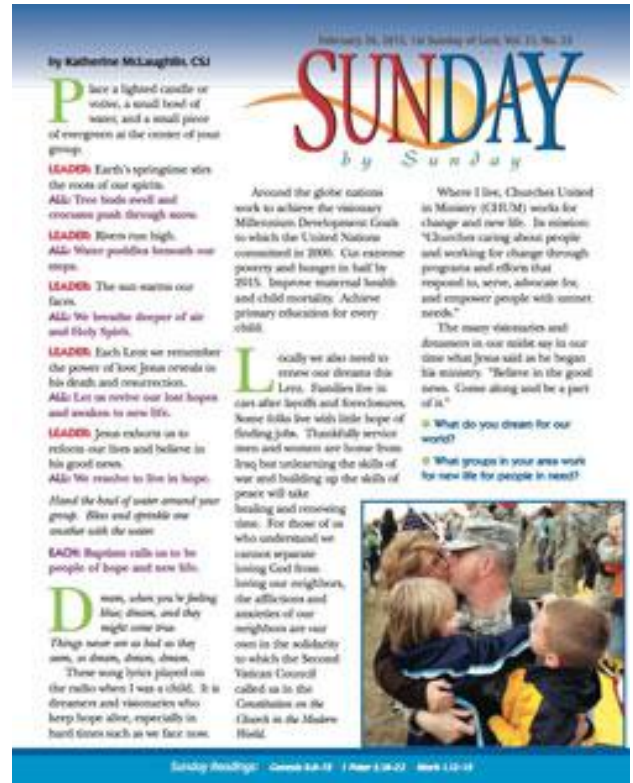 by Katherine McLaughlin, CSJ
Place a lighted candle or
votive, a small bowl of
water, and a small piece
of evergreen at the center of your
group.
LEADER: Earth's springtime stirs
the roots of our spirits.
ALL: Tree buds swell and
crocuses push through snow.
LEADER: Rivers run high.
ALL: Water puddles beneath our
steps.
LEADER: The sun warms our
faces.
ALL: We breathe deeper of air
and Holy Spirit.
LEADER: Each Lent we remember
the power of love Jesus reveals in
his death and resurrection.
ALL: Let us revive our lost hopes
and awaken to new life.
LEADER: Jesus exhorts us to
reform our lives and believe in
his good news.
ALL: We resolve to live in hope.
Hand the bowl of water around your
group. Bless and sprinkle one
another with the water.
EACH: Baptism calls us to be
people of hope and new life.
Dream, when you're feeling
blue; dream, and they
might come true.
Things never are as bad as they
seem, so dream, dream, dream.
These song lyrics played on
the radio when I was a child. It is
dreamers and visionaries who
keep hope alive, especially in
hard times such as we face now.
February 26, 2012, 1st Sunday of Lent, Vol. 21, No. 23
SUNDAY
by Sunday
Around the globe nations
work to achieve the visionary
Millennium Development Goals
to which the United Nations
committed in 2000. Cut extreme
poverty and hunger in half by
2015. Improve maternal health
and child mortality. Achieve
primary education for every
child.
Locally we also need to
renew our dreams this
Lent. Families live in
cars after layoffs and foreclosures.
Some folks live with little hope of
finding jobs. Thankfully service
men and women are home from
Iraq but unlearning the skills of
war and building up the skills of
peace will take
healing and renewing
time. For those of us
who understand we
cannot separate
loving God from
loving our neighbors,
the afflictions and
anxieties of our
neighbors are our
own in the solidarity
to which the Second
Vatican Council
called us in the
Constitution on the
Church in the Modern
World.
Where I live, Churches United
in Ministry (CHUM) works for
change and new life. Its mission:
"Churches caring about people
and working for change through
programs and efforts that
respond to, serve, advocate for,
and empower people with unmet
needs."
The many visionaries and
dreamers in our midst say in our
time what Jesus said as he began
his ministry. "Believe in the good
news. Come along and be a part
of it."
What do you dream for our
world?
What groups in your area work
for new life for people in need?
Sunday Readings: Genesis 9.8-15 1 Peter 3.18-22 Mark 1.12-15